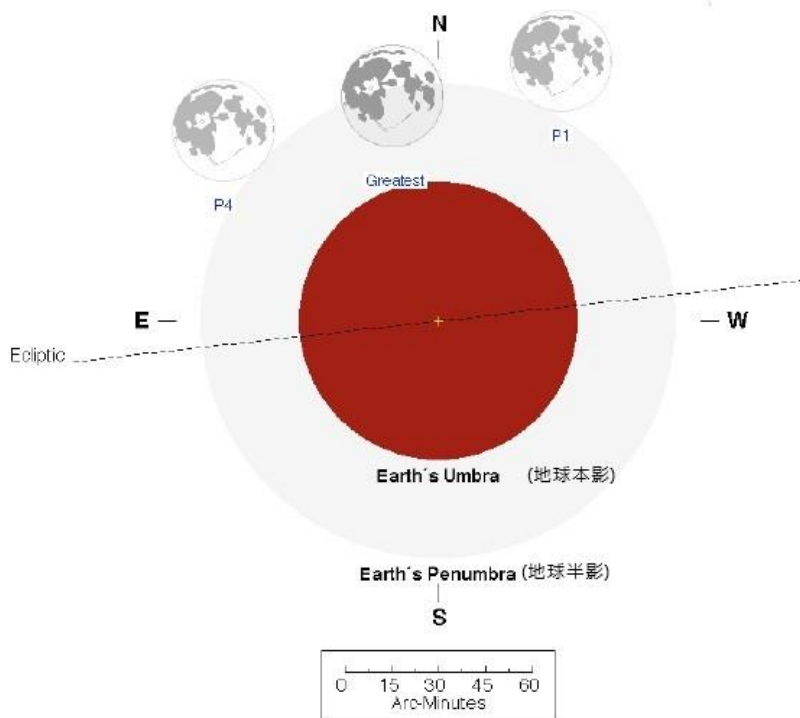 N
P1
Greatest
P4
E
W
Ecliptic
Earth´s Umbra (地球本影)
Earth´s Penumbra (地球半影)
S
0 15 30 45 60
Arc-Minutes